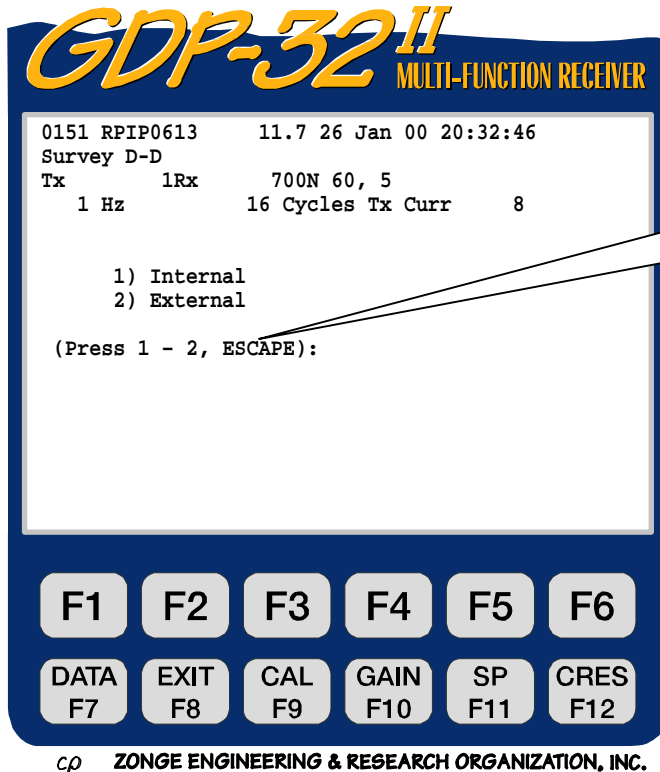 GDP-32 II
MULTI-FUNCTION RECEIVER
0151 RPIP0613 11.7 26 Jan 00 20:32:46
Survey D-D
Tx 1Rx 700N 60, 5
1 Hz 16 Cycles Tx Curr 8
1) Internal
2) External
(Press 1 – 2, ESCAPE):
F1 F2 F3 F4 F5 F6
DATA EXIT CAL GAIN SP CRES
F7 F8 F9 F10 F11 F12
ZONGE ENGINEERING & RESEARCH ORGANIZATION, INC.